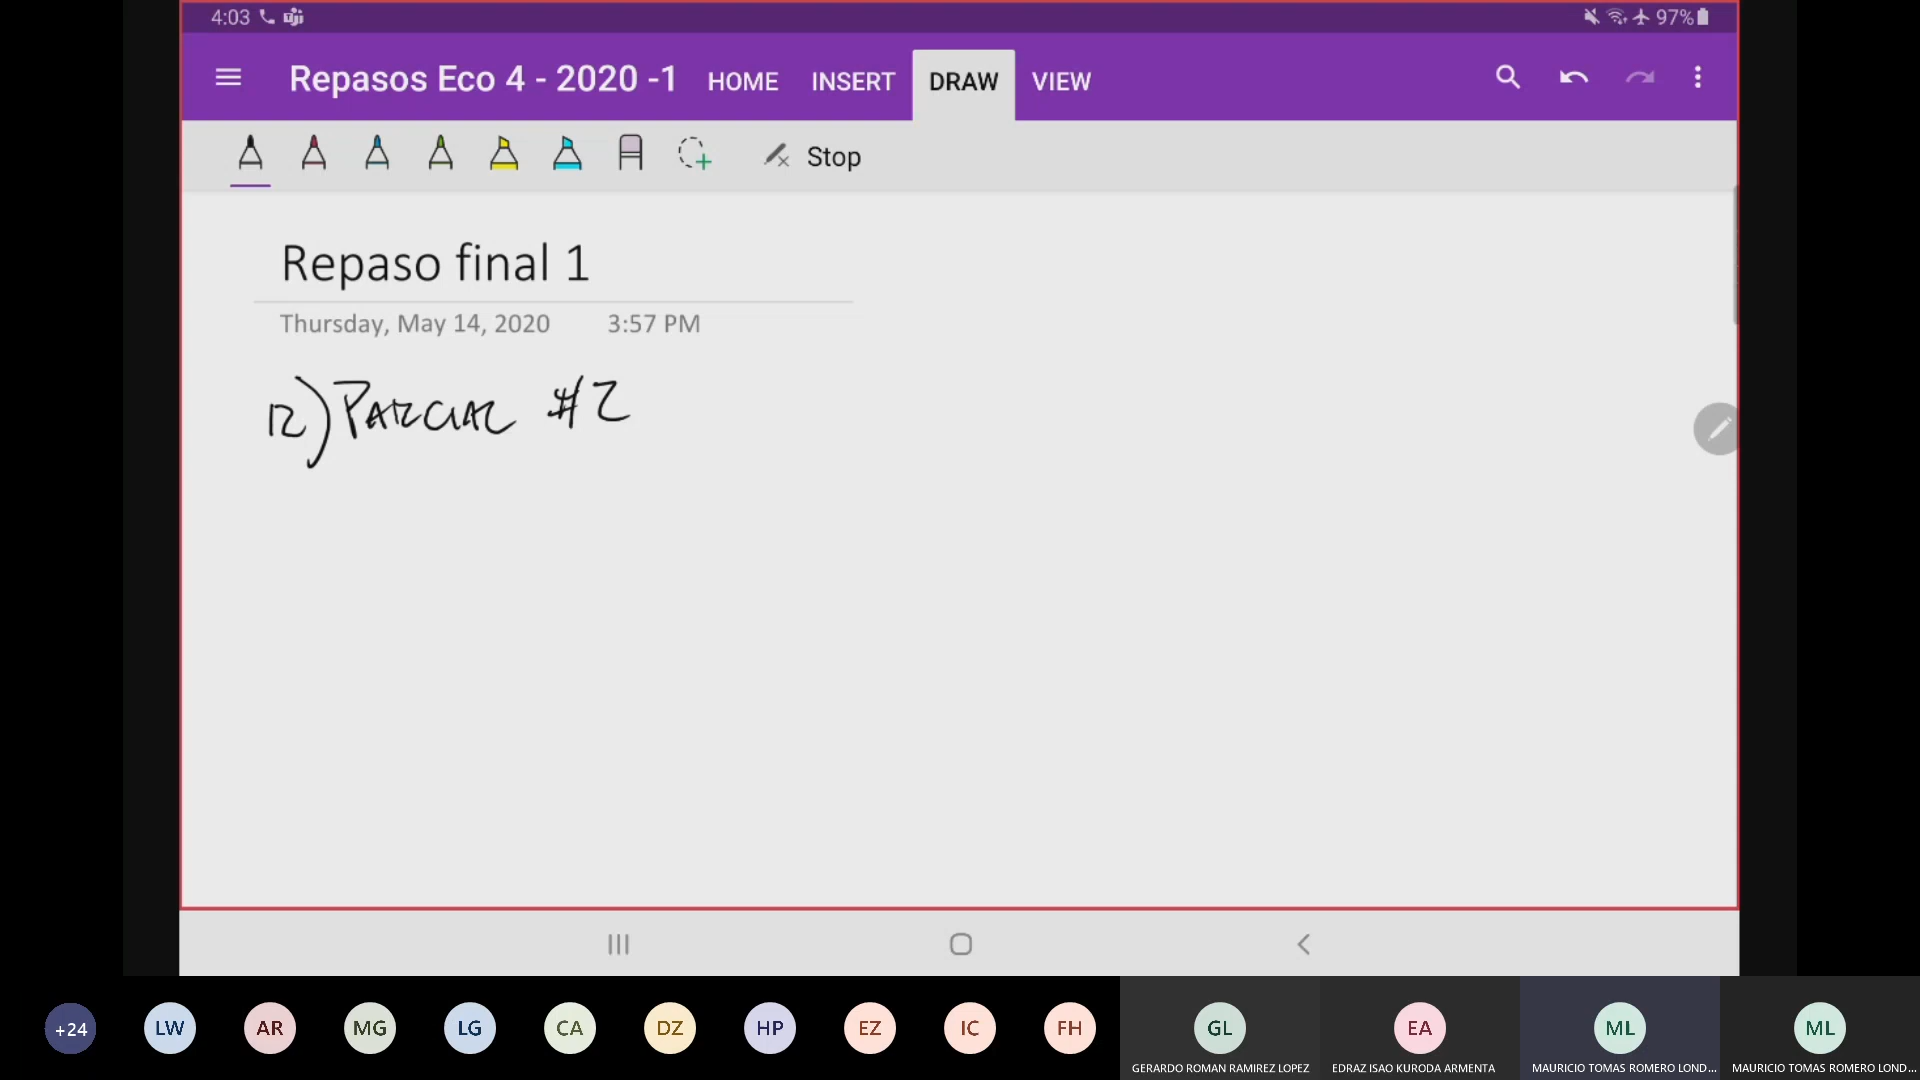 4:03 97%
Repasos Eco 4 - 2020 -1 HOME INSERT DRAW VIEW
Stop
Repaso final 1
Thursday, May 14, 2020 3:57 PM
12) PARCIAL #2
+24 LW AR MG LG CA DZ HP EZ IC FH GL EA ML ML
GERARDO ROMAN RAMIREZ LOPEZ EDRAZ ISAO KURODA ARMENTA MAURICIO TOMAS ROMERO LOND... MAURICIO TOMAS ROMERO LOND...